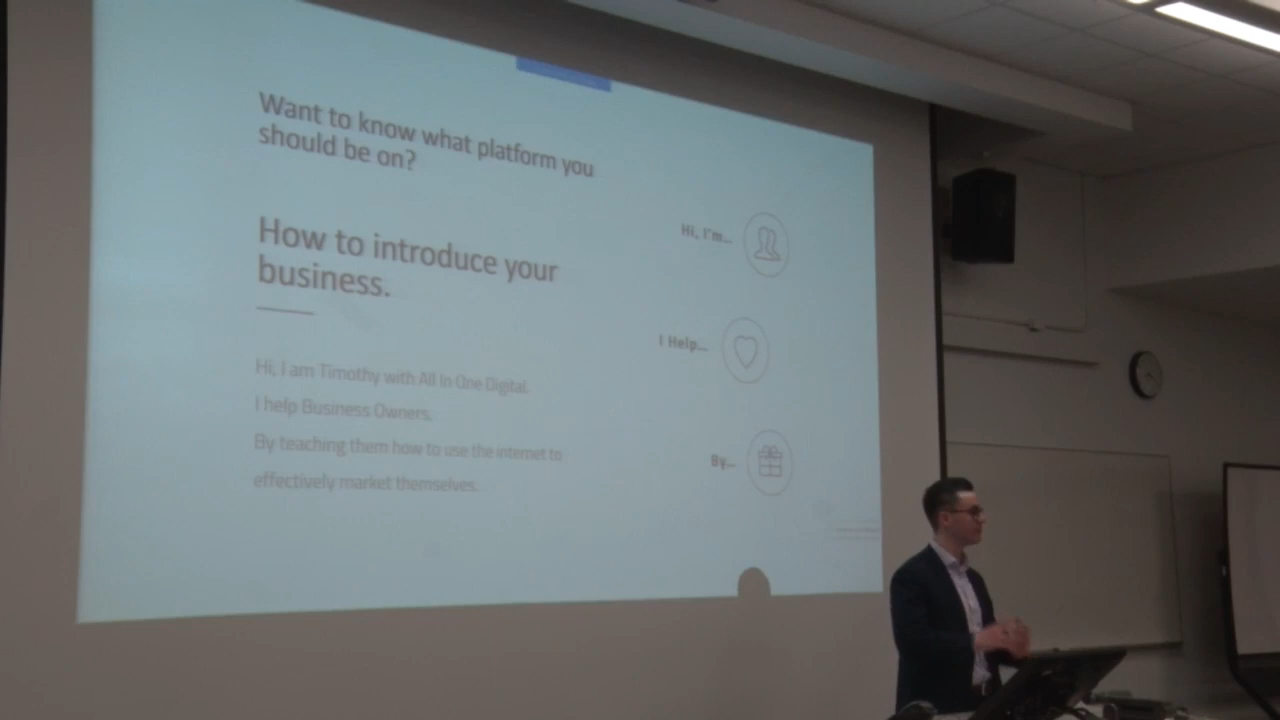 Want to know what platform you
should be on?
How to introduce your
business.
Hi, I am Timothy with All In One Digital.
I help Business Owners.
By teaching them how to use the internet to
effectively market themselves.
Hi, I'm...
I Help...
By...